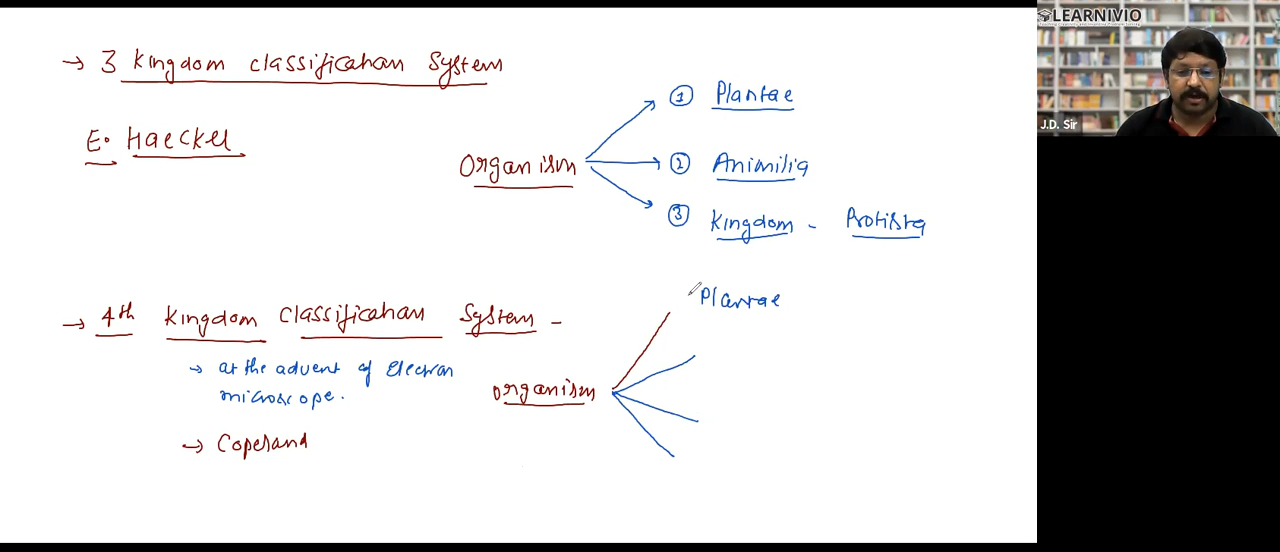 LEARNIVIO
J.D. Sir
→ 3 Kingdom classification System
E. Haeckel
Organism
① Plantae
② Animilia
③ Kingdom - Protista
→ 4th Kingdom Classification System -
→ at the advent of Electron
microscope.
→ Copeland
Organism
Plantae